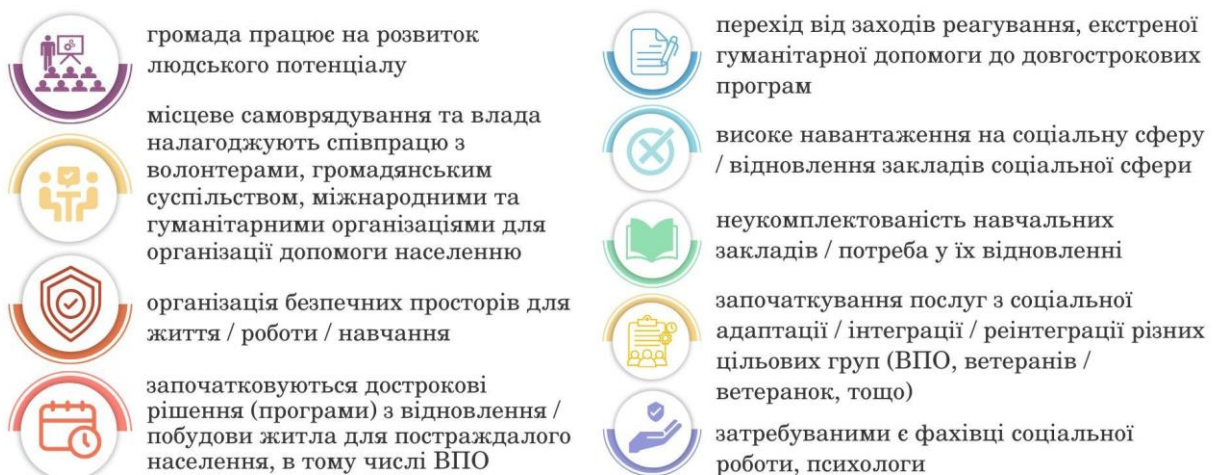 громада працює на розвиток
людського потенціалу
місцеве самоврядування та влада
налагоджують співпрацю з
волонтерами, громадянським
суспільством, міжнародними та
гуманітарними організаціями для
організації допомоги населенню
організація безпечних просторів для
життя / роботи / навчання
започатковуються дострокові
рішення (програми) з відновлення /
побудови житла для постраждалого
населення, в тому числі ВПО
перехід від заходів реагування, екстреної
гуманітарної допомоги до довгострокових
програм
високе навантаження на соціальну сферу
/ відновлення закладів соціальної сфери
неукомплектованість навчальних
закладів / потреба у їх відновленні
започаткування послуг з соціальної
адаптації / інтеграції / реінтеграції різних
цільових груп (ВПО, ветеранів /
ветеранок, тощо)
затребуваними є фахівці соціальної
роботи, психологи